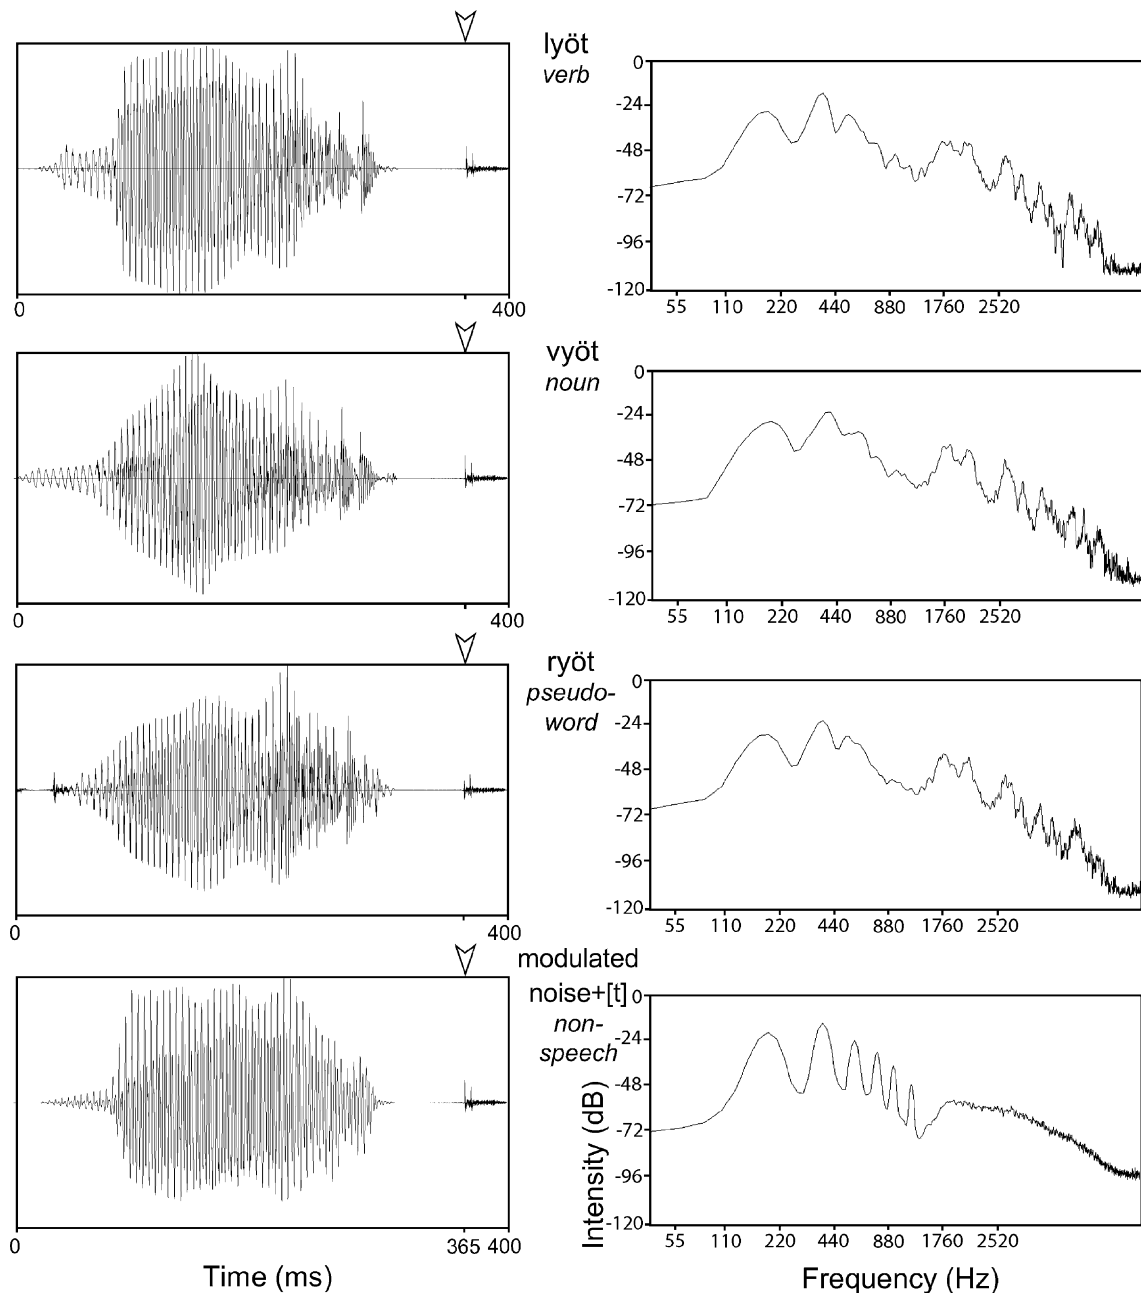 lyöt
verb
0
400
0
-24
-48
-72
-96
-120
55 110 220 440 880 1760 2520
vyöt
noun
0
400
0
-24
-48
-72
-96
-120
55 110 220 440 880 1760 2520
ryöt
pseudo-
word
0
400
0
-24
-48
-72
-96
-120
55 110 220 440 880 1760 2520
modulated
noise+[t]
non-
speech
0
365 400
Time (ms)
0
-24
-48
-72
-96
-120
Intensity (dB)
55 110 220 440 880 1760 2520
Frequency (Hz)